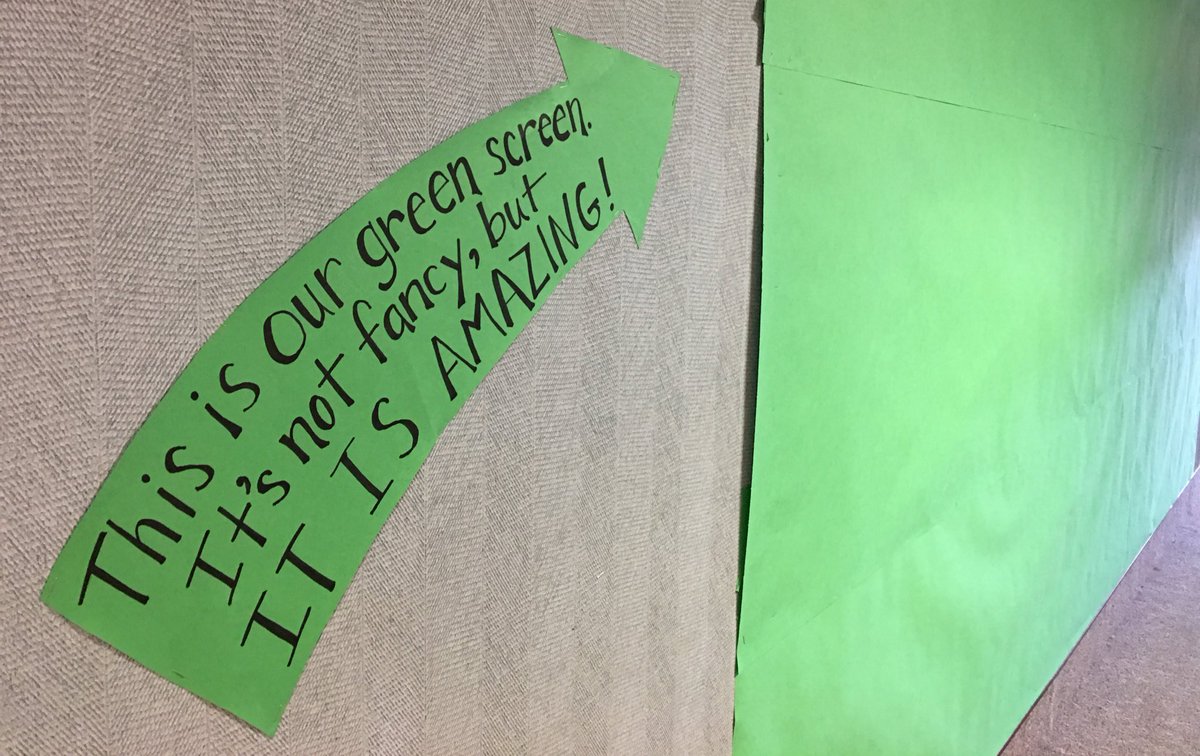 This is our green screen.
It's not fancy, but
IT IS AMAZING!